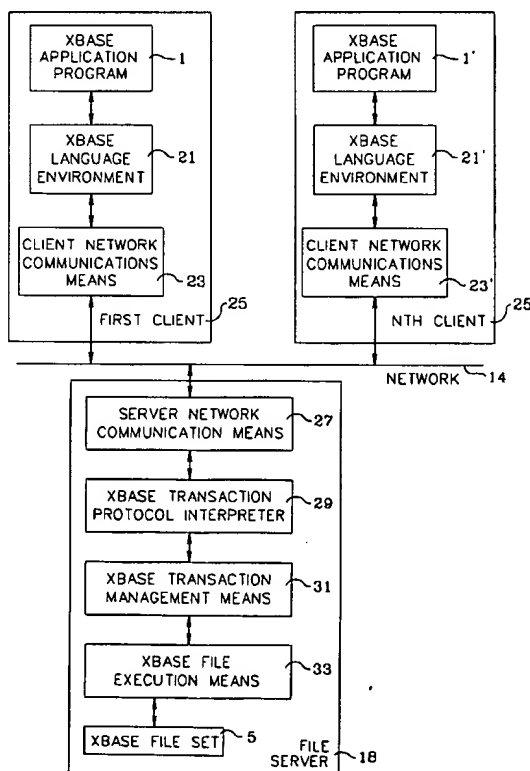 XBASE
APPLICATION
PROGRAM
1
XBASE
LANGUAGE
ENVIRONMENT
21
CLIENT NETWORK
COMMUNICATIONS
MEANS
23
FIRST CLIENT
25
XBASE
APPLICATION
PROGRAM
1'
XBASE
LANGUAGE
ENVIRONMENT
21'
CLIENT NETWORK
COMMUNICATIONS
MEANS
23'
NTH CLIENT
25
NETWORK
14
SERVER NETWORK
COMMUNICATION MEANS
27
XBASE TRANSACTION
PROTOCOL INTERPRETER
29
XBASE TRANSACTION
MANAGEMENT MEANS
31
XBASE FILE
EXECUTION MEANS
33
XBASE FILE SET
5
FILE
SERVER
18